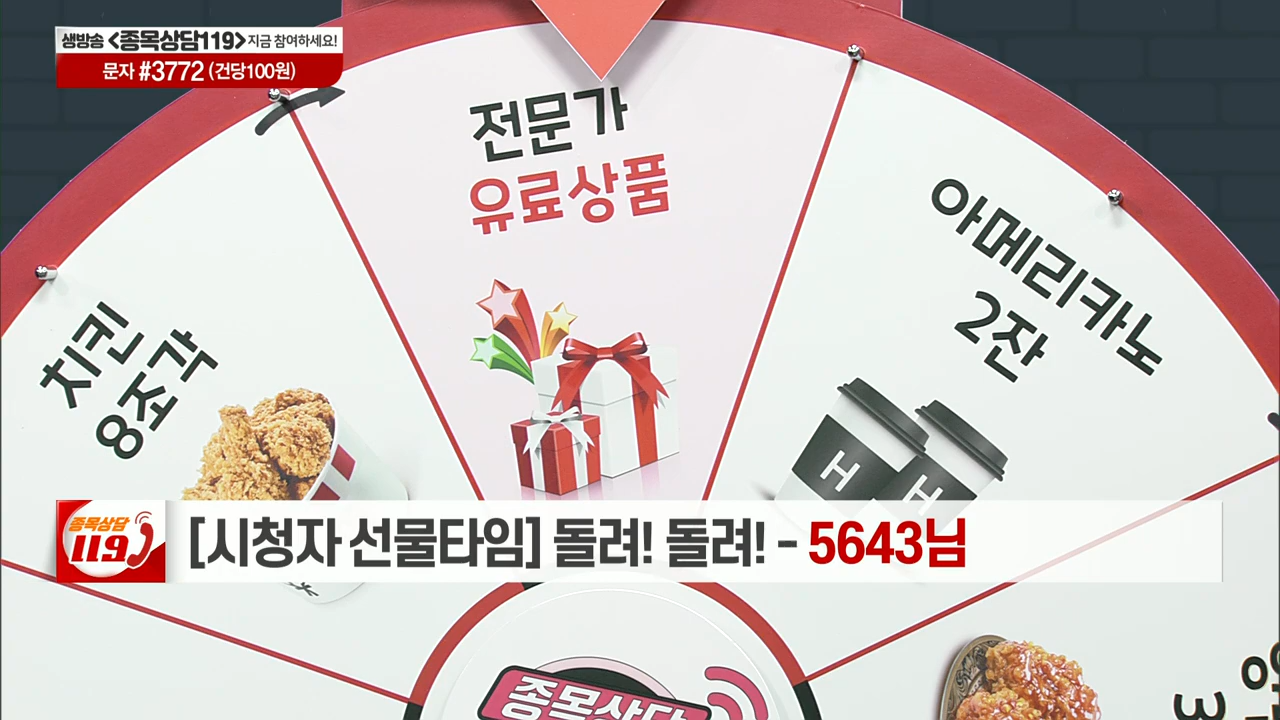 생방송 <종목상담119> 지금 참여하세요!
문자 #3772 (건당100원)
전문가
유료상품
아메리카노
2잔
치킨
8조각
H
H
종목상담
119
[시청자 선물타임] 돌려! 돌려! - 5643님
종목상담